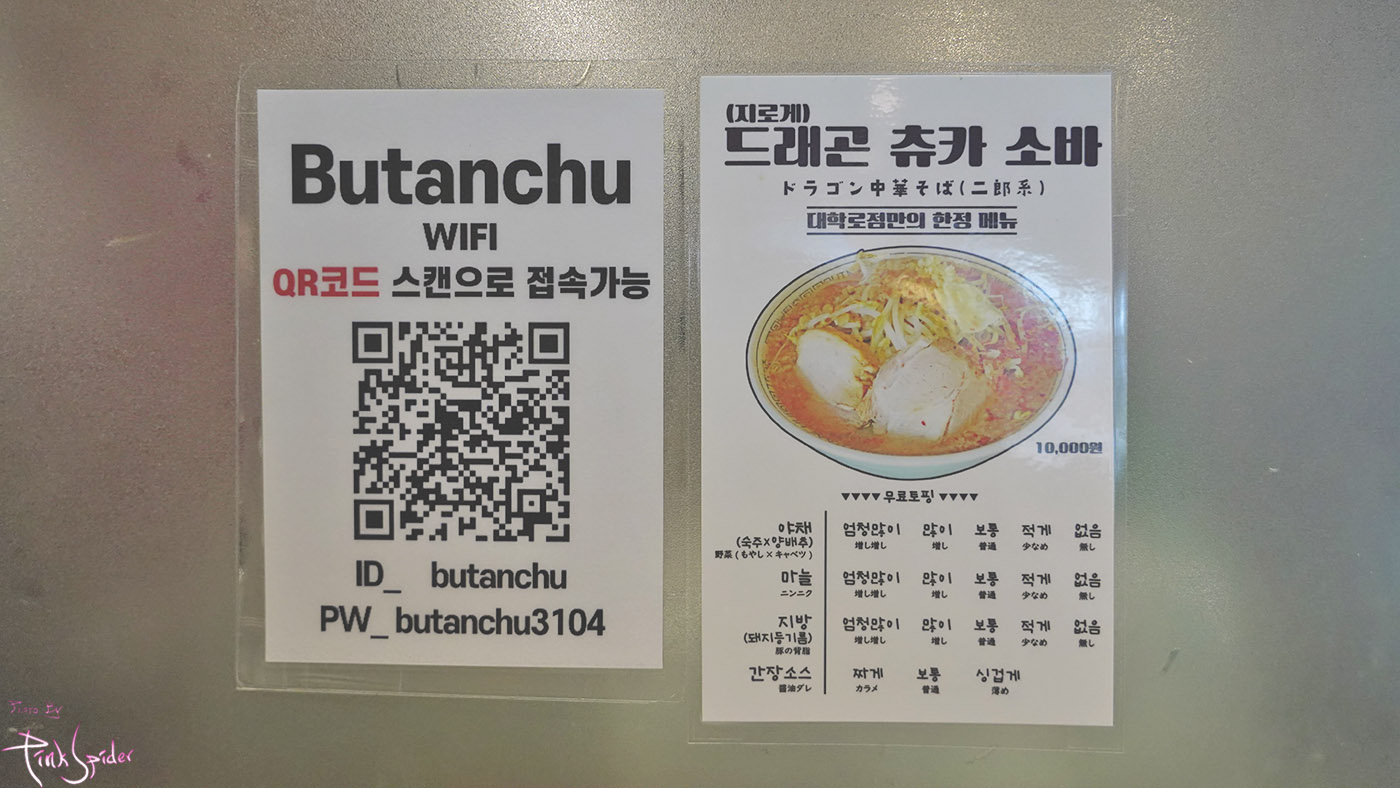 Butanchu
WIFI
QR코드 스캔으로 접속가능
ID_ butanchu
PW_ butanchu3104
(지로계)
드래곤 츄카 소바
ドラゴン中華そば(二郎系)
대학로점만의 한정 메뉴
10,000원
▼▼▼▼ 무료토핑 ▼▼▼▼
야채 엄청많이 많이 보통 적게 없음
(숙주X양배추) 増し増し 増し 普通 少なめ 無し
野菜 ( もやし × キャベツ )
마늘 엄청많이 많이 보통 적게 없음
ニンニク 増し増し 増し 普通 少なめ 無し
지방 엄청많이 많이 보통 적게 없음
(돼지등기름) 増し増し 増し 普通 少なめ 無し
豚の背脂
간장소스 짜게 보통 싱겁게
醤油ダレ カラメ 普通 薄め
Photo By
PinkSpider